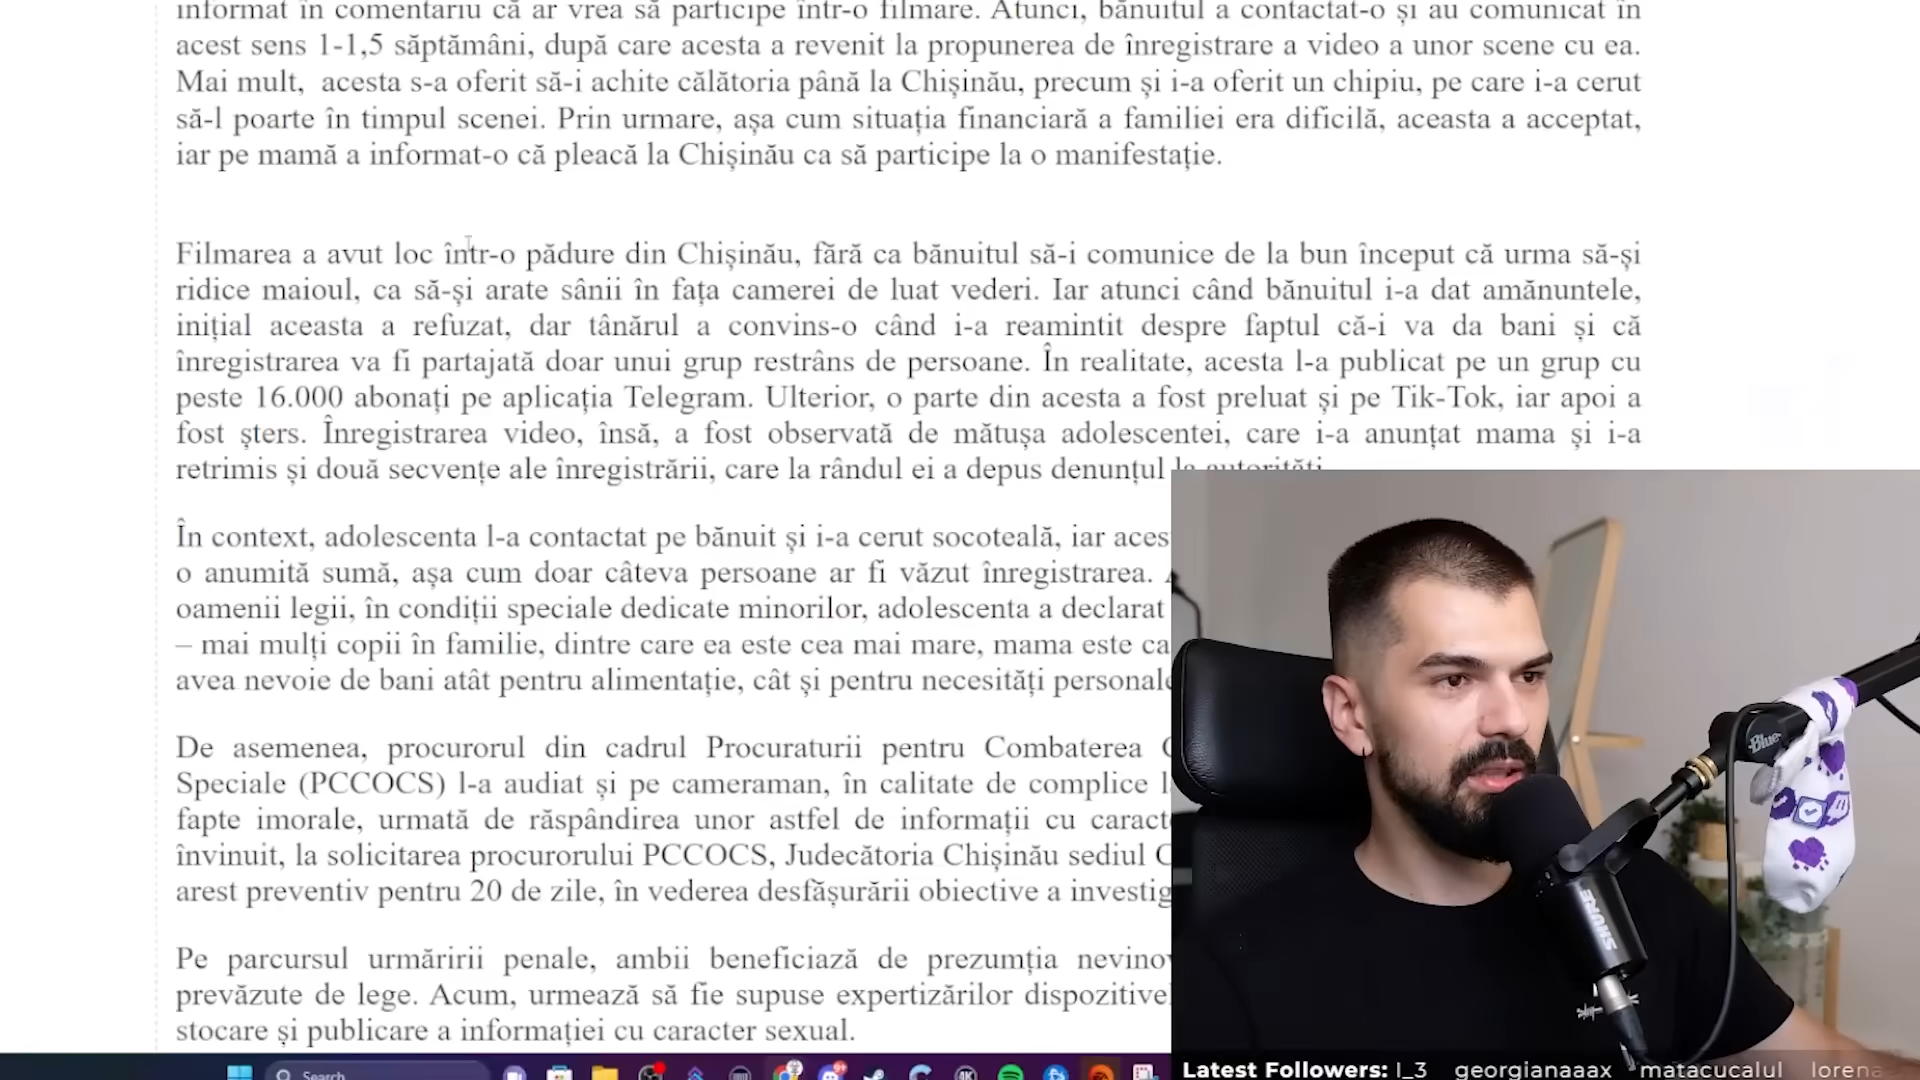 informat în comentariu că ar vrea să participe într-o filmare. Atunci, bănuitul a contactat-o și au comunicat în
acest sens 1-1,5 săptămâni, după care acesta a revenit la propunerea de înregistrare a video a unor scene cu ea.
Mai mult, acesta s-a oferit să-i achite călătoria până la Chișinău, precum și i-a oferit un chipiu, pe care i-a cerut
să-l poarte în timpul scenei. Prin urmare, așa cum situația financiară a familiei era dificilă, aceasta a acceptat,
iar pe mamă a informat-o că pleacă la Chișinău ca să participe la o manifestație.
Filmarea a avut loc într-o pădure din Chișinău, fără ca bănuitul să-i comunice de la bun început că urma să-și
ridice maioul, ca să-și arate sânii în fața camerei de luat vederi. Iar atunci când bănuitul i-a dat amănuntele,
inițial aceasta a refuzat, dar tânărul a convins-o când i-a reamintit despre faptul că-i va da bani și că
înregistrarea va fi partajată doar unui grup restrâns de persoane. În realitate, acesta l-a publicat pe un grup cu
peste 16.000 abonați pe aplicația Telegram. Ulterior, o parte din acesta a fost preluat și pe Tik-Tok, iar apoi a
fost șters. Înregistrarea video, însă, a fost observată de mătușa adolescentei, care i-a anunțat mama și i-a
retrimis și două secvențe ale înregistrării, care la rândul ei a depus denunțul la autorități.
În context, adolescenta l-a contactat pe bănuit și i-a cerut socoteală, iar aces
o anumită sumă, așa cum doar câteva persoane ar fi văzut înregistrarea.
oamenii legii, în condiții speciale dedicate minorilor, adolescenta a declarat
– mai mulți copii în familie, dintre care ea este cea mai mare, mama este ca
avea nevoie de bani atât pentru alimentație, cât și pentru necesități personale
De asemenea, procurorul din cadrul Procuraturii pentru Combaterea C
Speciale (PCCOCS) l-a audiat și pe cameraman, în calitate de complice l
fapte imorale, urmată de răspândirea unor astfel de informații cu caract
învinuit, la solicitarea procurorului PCCOCS, Judecătoria Chișinău sediul C
arest preventiv pentru 20 de zile, în vederea desfășurării obiective a investig
Pe parcursul urmăririi penale, ambii beneficiază de prezumția nevinov
prevăzute de lege. Acum, urmează să fie supuse expertizărilor dispozitivel
stocare și publicare a informației cu caracter sexual.
Blue
SHURE
Search
Latest Followers: l_3 georgianaaax matacucalul lorena